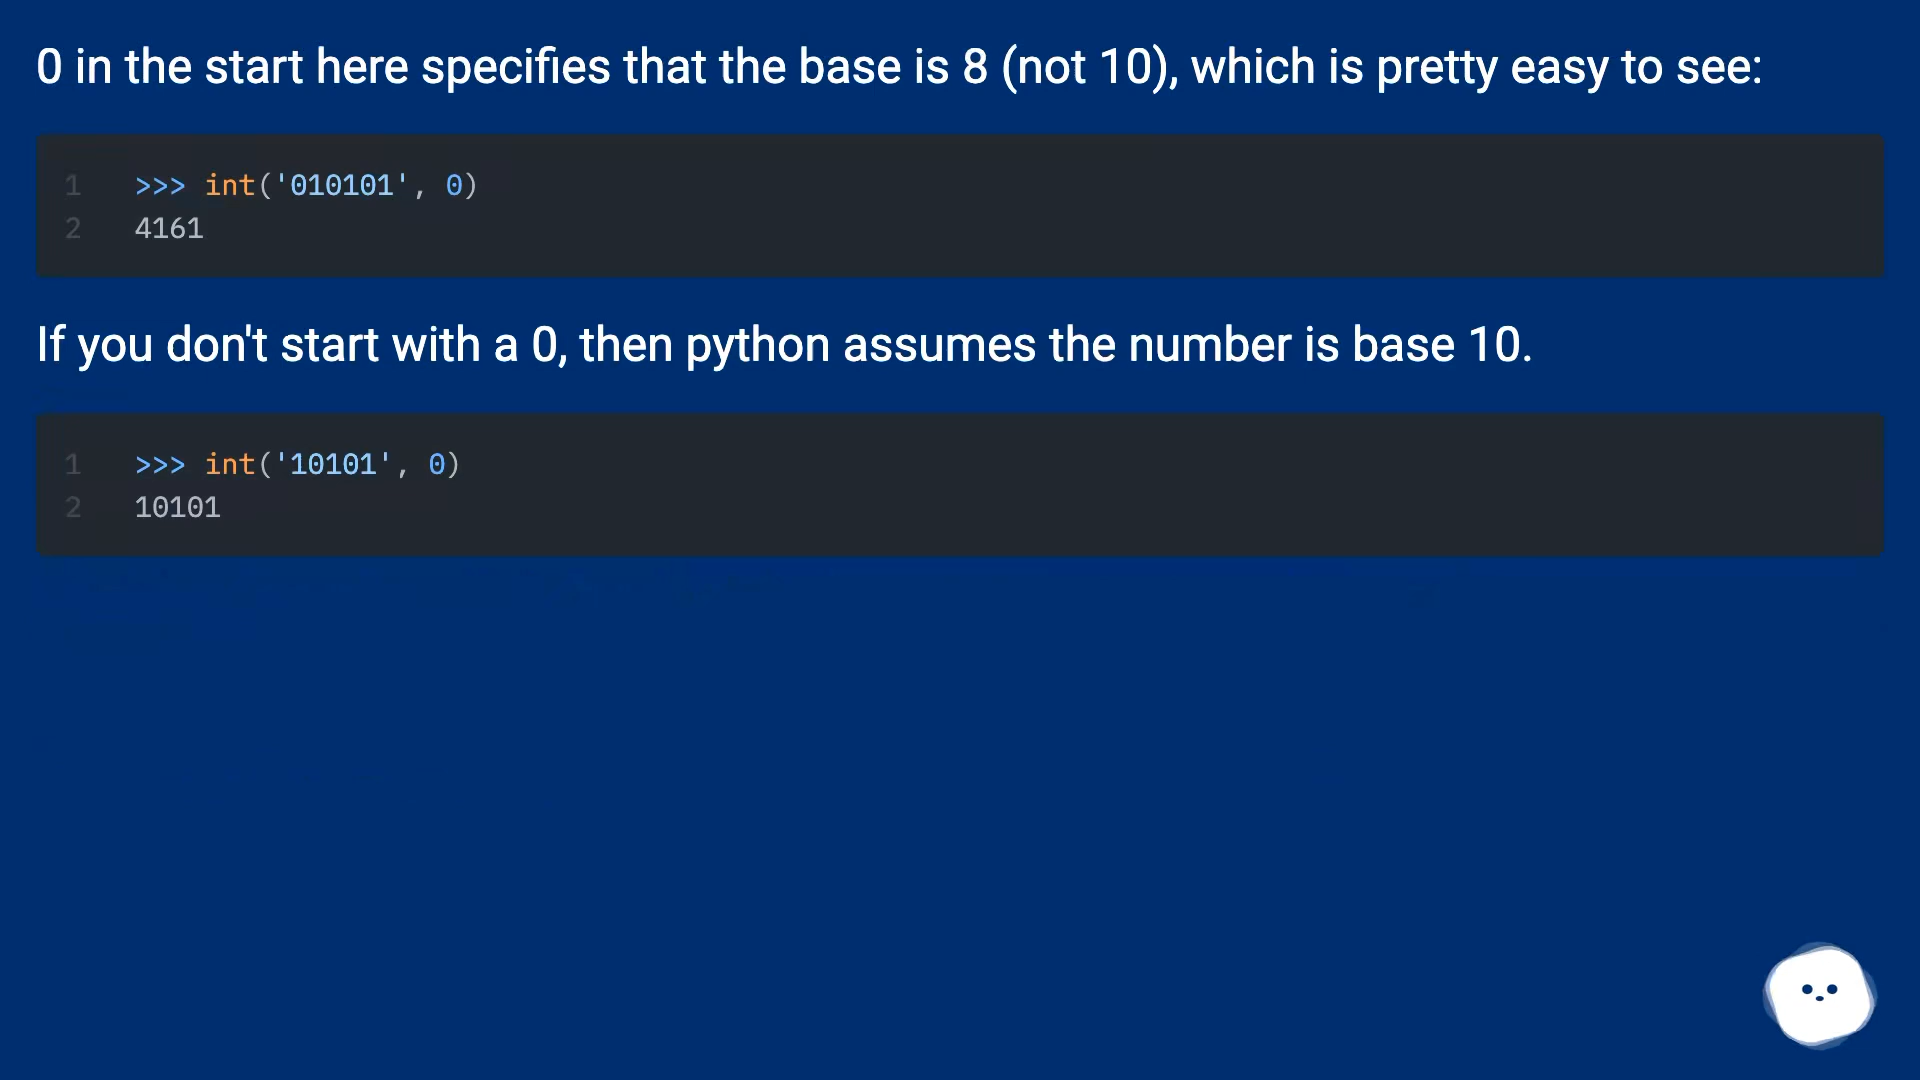 0 in the start here specifies that the base is 8 (not 10), which is pretty easy to see:
1 >>> int('010101', 0)
2 4161
If you don't start with a 0, then python assumes the number is base 10.
1 >>> int('10101', 0)
2 10101